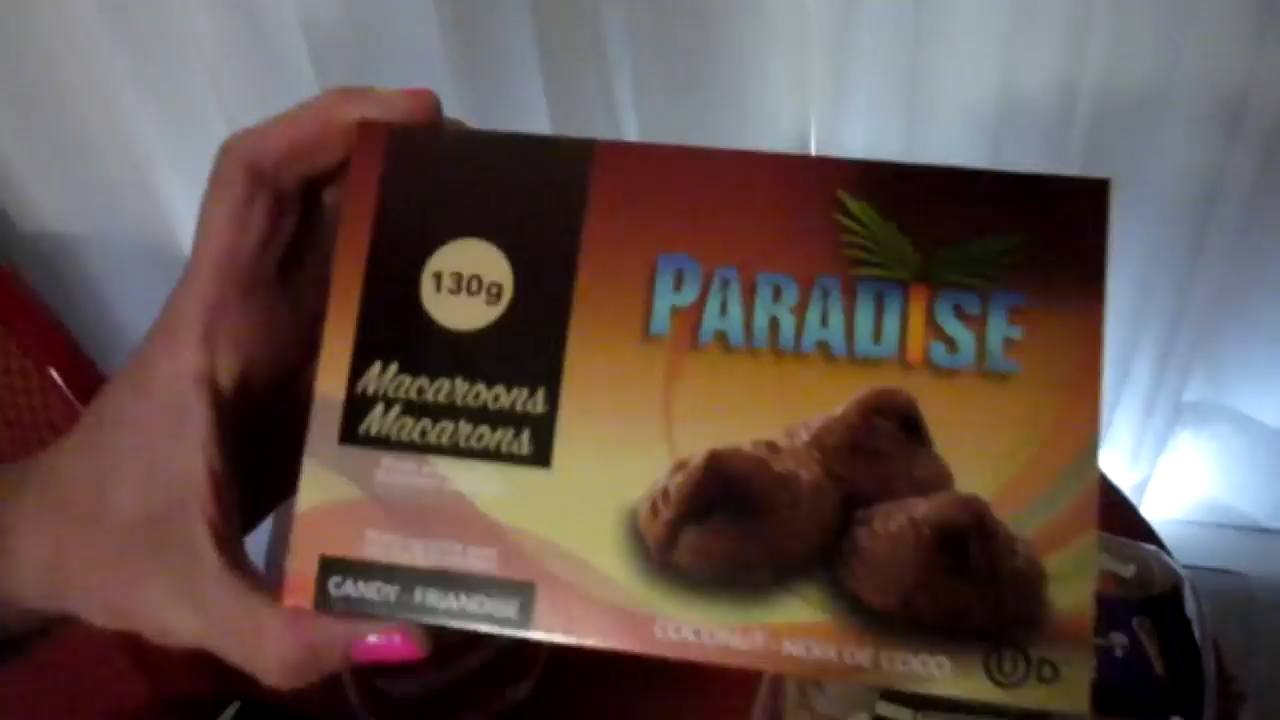 130g
Macaroons
Macarons
PARADISE
CANDY · FRIANDISE
COCONUT · NOIX DE COCO
U D